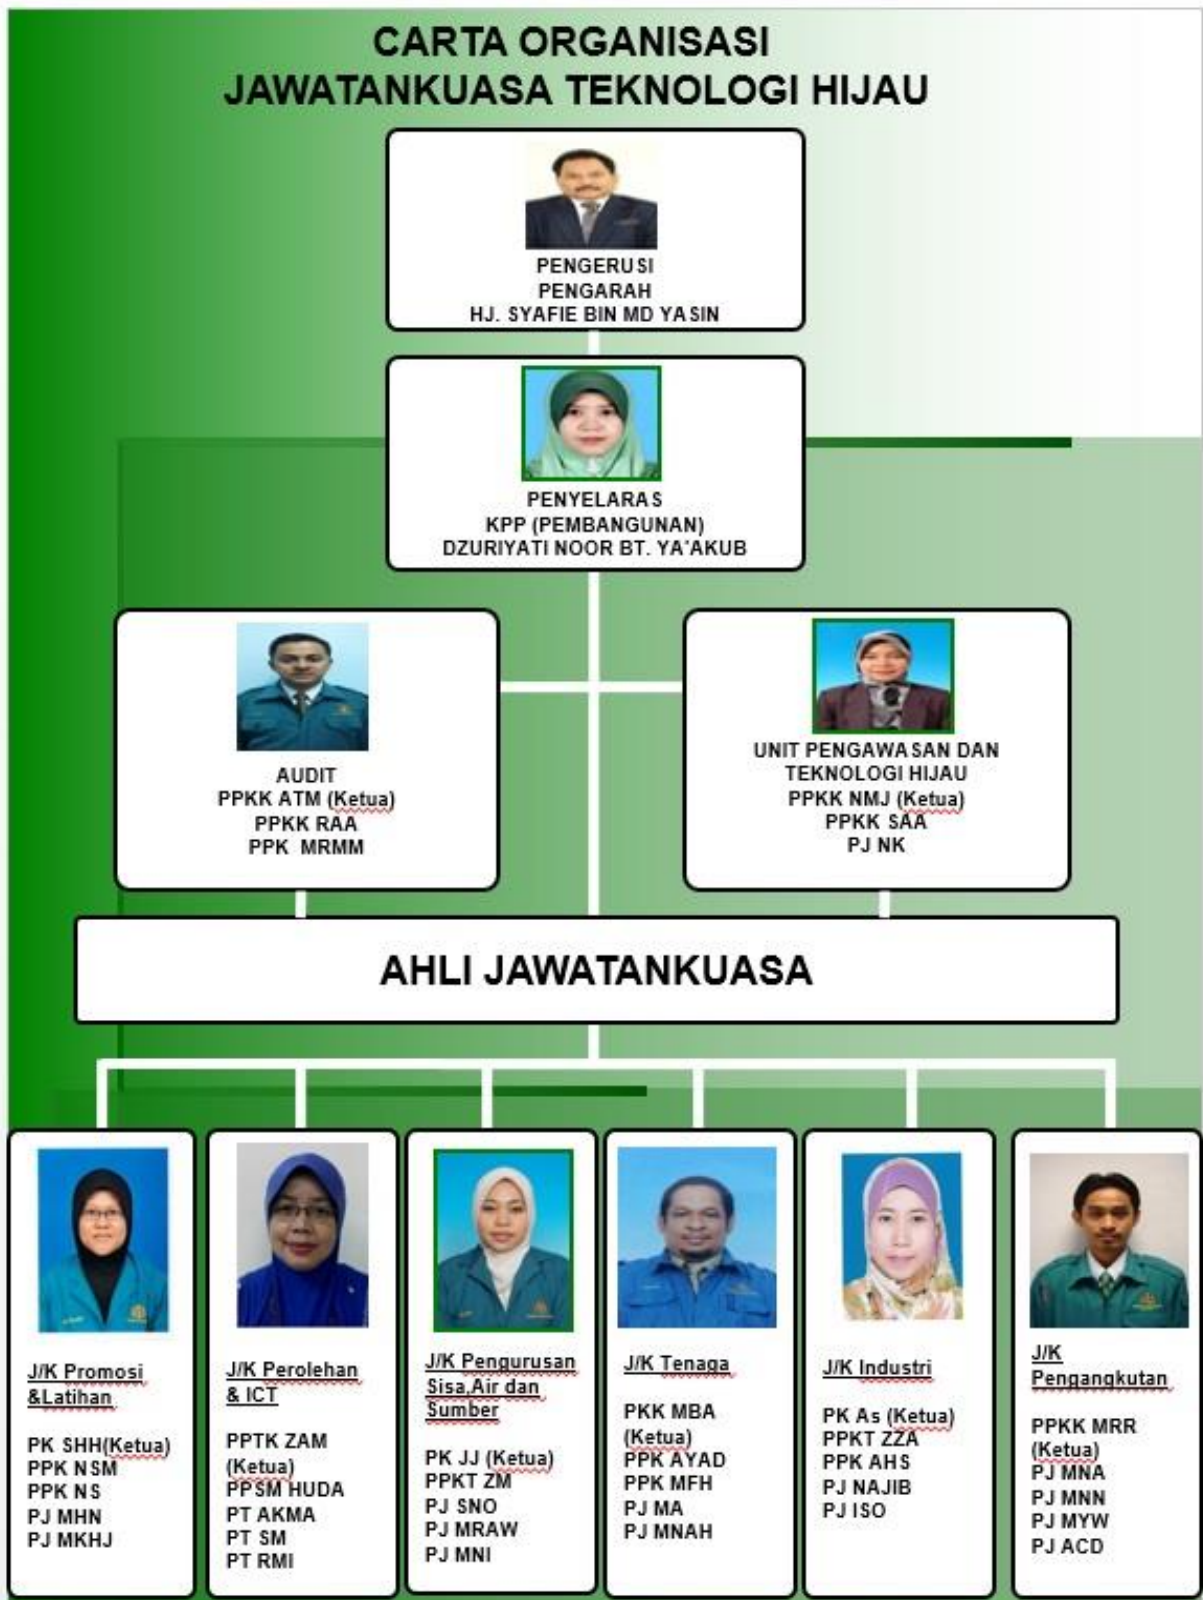 CARTA ORGANISASI
JAWATANKUASA TEKNOLOGI HIJAU
PENGERUSI
PENGARAH
HJ. SYAFIE BIN MD YASIN
PENYELARAS
KPP (PEMBANGUNAN)
DZURIYATI NOOR BT. YA'AKUB
AUDIT
PPKK ATM (Ketua)
PPKK RAA
PPK MRMM
UNIT PENGAWASAN DAN
TEKNOLOGI HIJAU
PPKK NMJ (Ketua)
PPKK SAA
PJ NK
AHLI JAWATANKUASA
J/K Promosi
&Latihan
PK SHH(Ketua)
PPK NSM
PPK NS
PJ MHN
PJ MKHJ
J/K Perolehan
& ICT
PPTK ZAM
(Ketua)
PPSM HUDA
PT AKMA
PT SM
PT RMI
J/K Pengurusan
Sisa,Air dan
Sumber
PK JJ (Ketua)
PPKT ZM
PJ SNO
PJ MRAW
PJ MNI
J/K Tenaga
PKK MBA
(Ketua)
PPK AYAD
PPK MFH
PJ MA
PJ MNAH
J/K Industri
PK As (Ketua)
PPKT ZZA
PPK AHS
PJ NAJIB
PJ ISO
J/K
Pengangkutan
PPKK MRR
(Ketua)
PJ MNA
PJ MNN
PJ MYW
PJ ACD